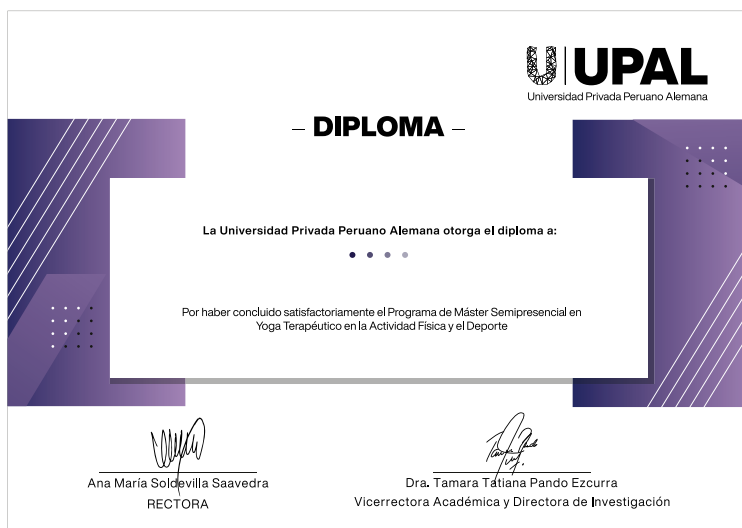 UPAL
Universidad Privada Peruano Alemana
– DIPLOMA –
La Universidad Privada Peruano Alemana otorga el diploma a:
Por haber concluido satisfactoriamente el Programa de Máster Semipresencial en
Yoga Terapéutico en la Actividad Física y el Deporte
Ana María Soldevilla Saavedra
RECTORA
Dra. Tamara Tatiana Pando Ezcurra
Vicerrectora Académica y Directora de Investigación